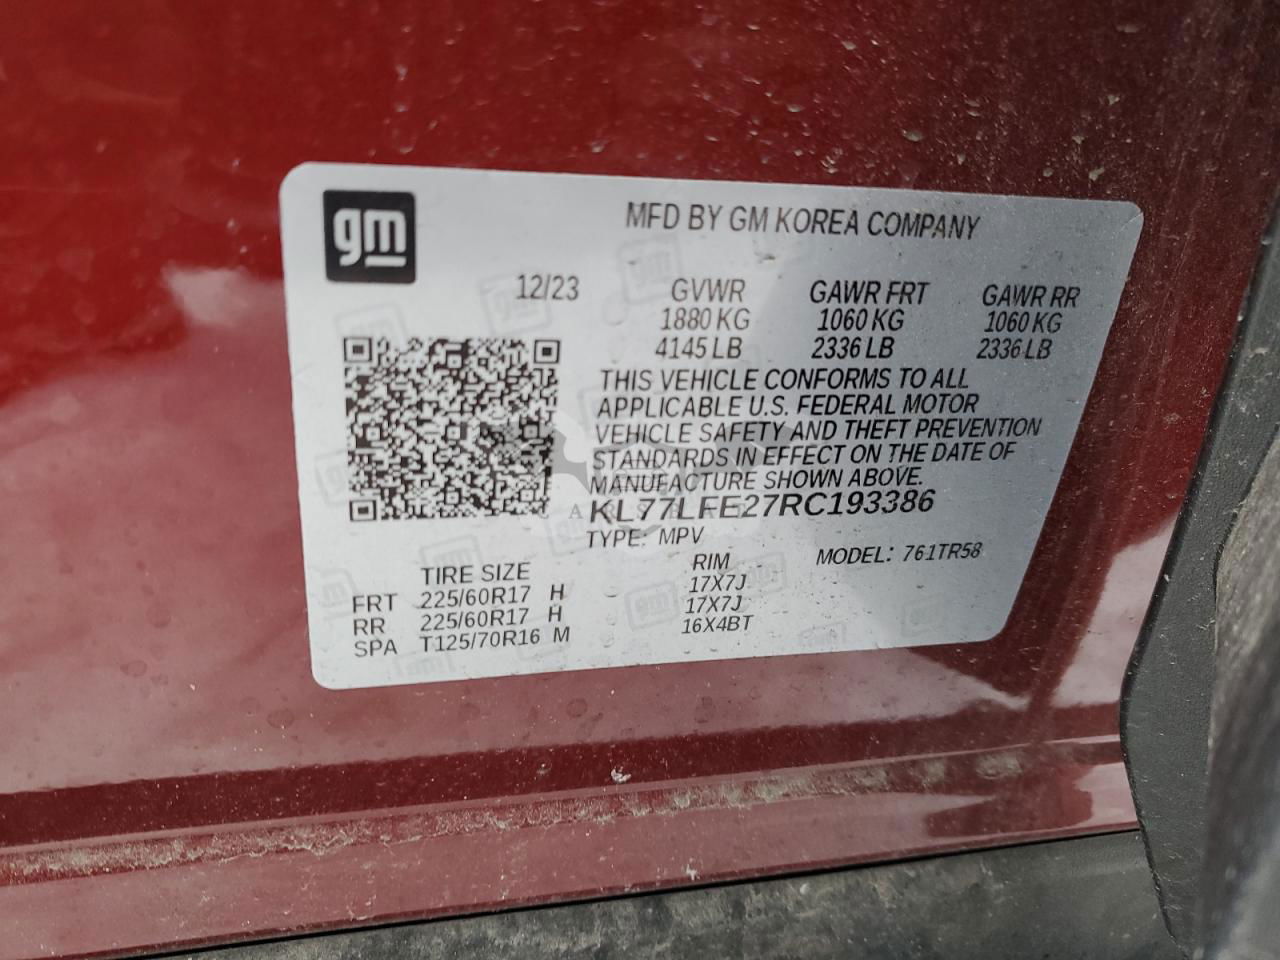 gm
MFD BY GM KOREA COMPANY
12/23 GVWR GAWR FRT GAWR RR
1880 KG 1060 KG 1060 KG
4145 LB 2336 LB 2336 LB
THIS VEHICLE CONFORMS TO ALL
APPLICABLE U.S. FEDERAL MOTOR
VEHICLE SAFETY AND THEFT PREVENTION
STANDARDS IN EFFECT ON THE DATE OF
MANUFACTURE SHOWN ABOVE.
KL77LFE27RC193386
TYPE: MPV MODEL: 761TR58
TIRE SIZE RIM
FRT 225/60R17 H 17X7J
RR 225/60R17 H 17X7J
SPA T125/70R16 M 16X4BT